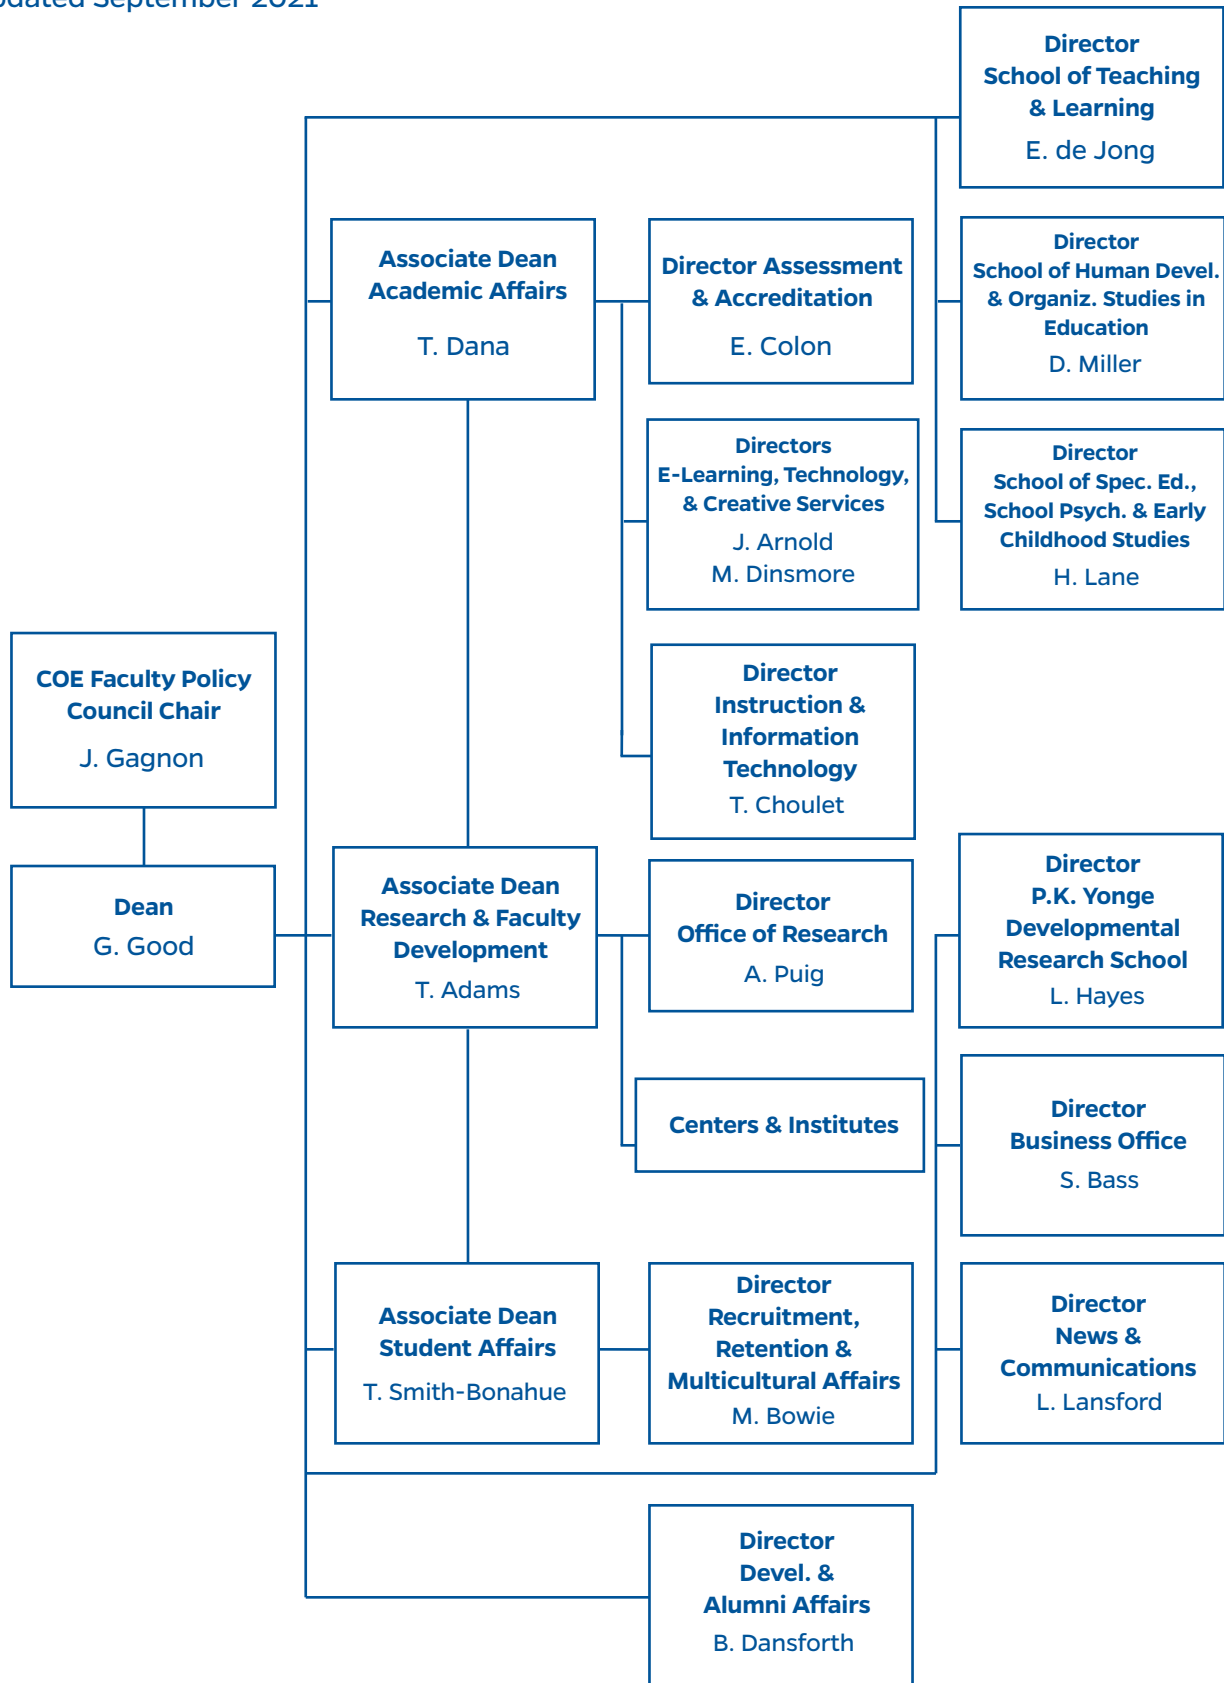 September 2021
Director
School of Teaching
& Learning
E. de Jong
Associate Dean
Academic Affairs
T. Dana
Director Assessment
& Accreditation
E. Colon
Director
School of Human Devel.
& Organiz. Studies in
Education
D. Miller
Directors
E-Learning, Technology,
& Creative Services
J. Arnold
M. Dinsmore
Director
School of Spec. Ed.,
School Psych. & Early
Childhood Studies
H. Lane
COE Faculty Policy
Council Chair
J. Gagnon
Director
Instruction &
Information
Technology
T. Choulet
Dean
G. Good
Associate Dean
Research & Faculty
Development
T. Adams
Director
Office of Research
A. Puig
Director
P.K. Yonge
Developmental
Research School
L. Hayes
Centers & Institutes
Director
Business Office
S. Bass
Associate Dean
Student Affairs
T. Smith-Bonahue
Director
Recruitment,
Retention &
Multicultural Affairs
M. Bowie
Director
News &
Communications
L. Lansford
Director
Devel. &
Alumni Affairs
B. Dansforth